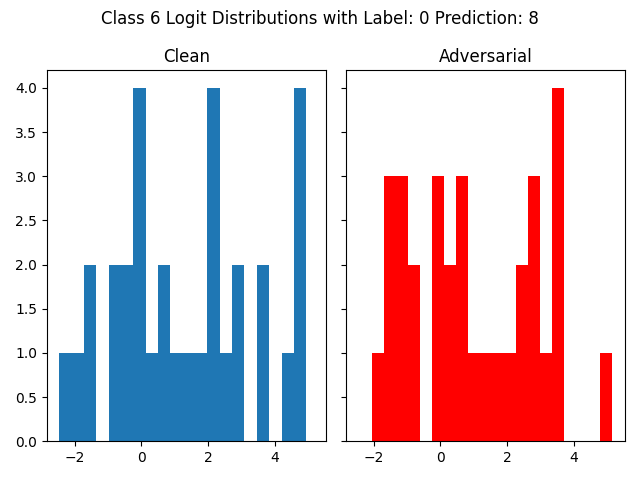 Class 6 Logit Distributions with Label: 0 Prediction: 8
Clean
Adversarial
4.0
3.5
3.0
2.5
2.0
1.5
1.0
0.5
0.0
−2 0 2 4
−2 0 2 4